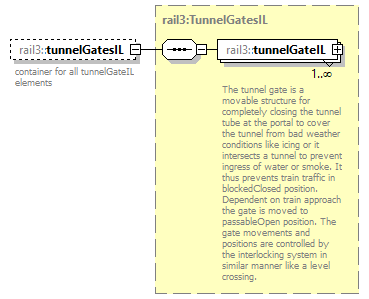 rail3:TunnelGatesIL
rail3::tunnelGatesIL
rail3::tunnelGateIL
container for all tunnelGateIL
elements
1..∞
The tunnel gate is a
movable structure for
completely closing the tunnel
tube at the portal to cover
the tunnel from bad weather
conditions like icing or it
intersects a tunnel to prevent
ingress of water or smoke. It
thus prevents train traffic in
blockedClosed position.
Dependent on train approach
the gate is moved to
passableOpen position. The
gate movements and
positions are controlled by
the interlocking system in
similar manner like a level
crossing.